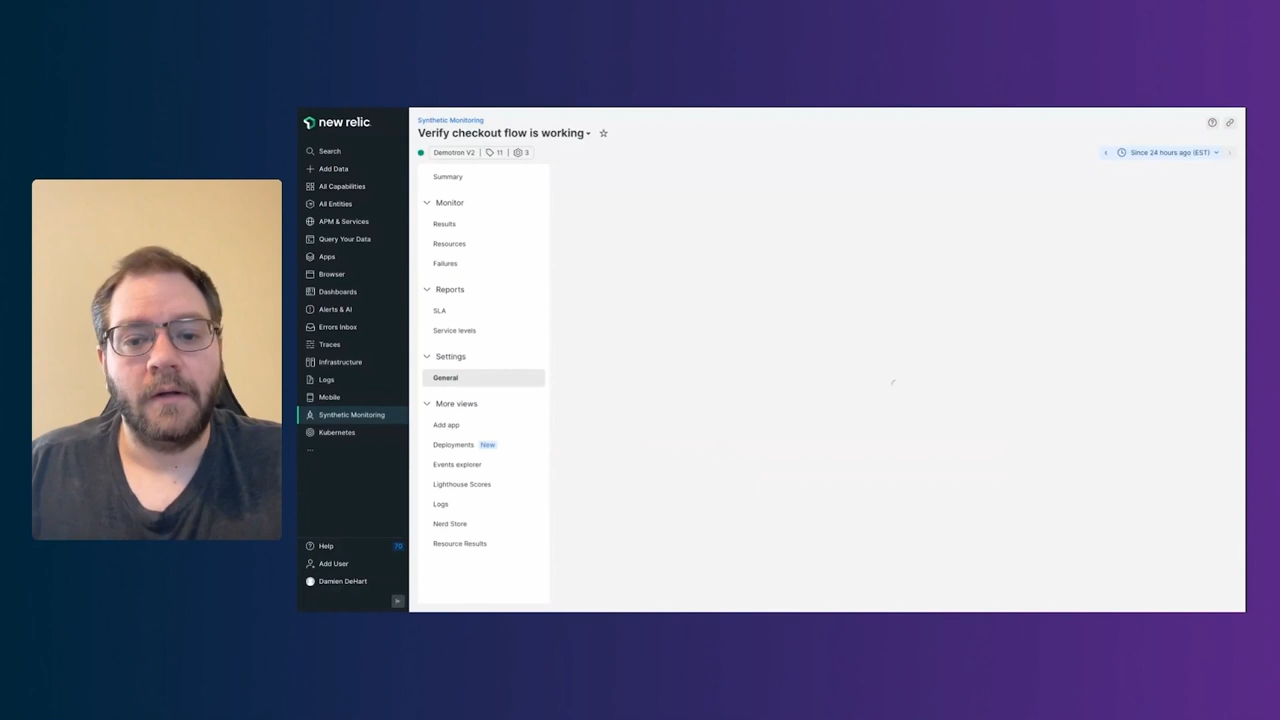 new relic.
Search
Add Data
All Capabilities
All Entities
APM & Services
Query Your Data
Apps
Browser
Dashboards
Alerts & AI
Errors Inbox
Traces
Infrastructure
Logs
Mobile
Synthetic Monitoring
Kubernetes
...
Help 70
Add User
Damien DeHart
Synthetic Monitoring
Verify checkout flow is working
Demotron V2 11 3
Since 24 hours ago (EST)
Summary
Monitor
Results
Resources
Failures
Reports
SLA
Service levels
Settings
General
More views
Add app
Deployments New
Events explorer
Lighthouse Scores
Logs
Nerd Store
Resource Results